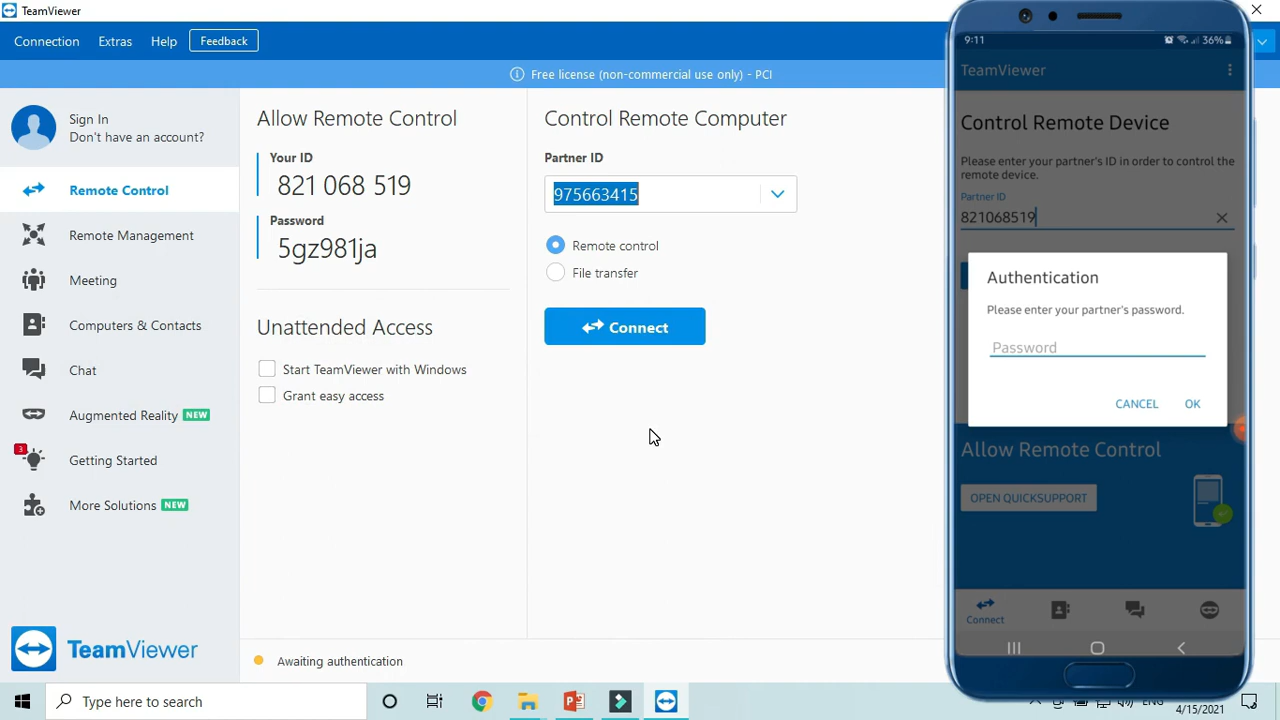 TeamViewer
Connection Extras Help Feedback
Free license (non-commercial use only) - PCI
Sign In
Don't have an account?
Remote Control
Remote Management
Meeting
Computers & Contacts
Chat
Augmented Reality NEW
3
Getting Started
More Solutions NEW
TeamViewer
Allow Remote Control
Your ID
821 068 519
Password
5gz981ja
Unattended Access
Start TeamViewer with Windows
Grant easy access
Control Remote Computer
Partner ID
975663415
Remote control
File transfer
Connect
Awaiting authentication
9:11 36%
TeamViewer
Control Remote Device
Please enter your partner's ID in order to control the
remote device.
Partner ID
821068519
Authentication
Please enter your partner's password.
Password
CANCEL OK
Allow Remote Control
OPEN QUICKSUPPORT
Connect
Type here to search
ENG
4/15/2021